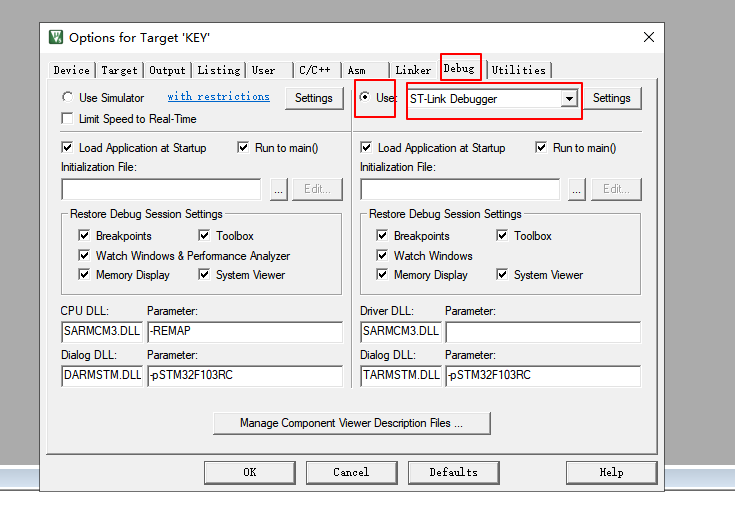 Options for Target 'KEY'
Device Target Output Listing User C/C++ Asm Linker Debug Utilities
Use Simulator with restrictions Settings
Limit Speed to Real-Time
Use: ST-Link Debugger Settings
Load Application at Startup Run to main()
Initialization File:
... Edit...
Restore Debug Session Settings
Breakpoints Toolbox
Watch Windows & Performance Analyzer
Memory Display System Viewer
Load Application at Startup Run to main()
Initialization File:
... Edit...
Restore Debug Session Settings
Breakpoints Toolbox
Watch Windows
Memory Display System Viewer
CPU DLL: Parameter:
SARMCM3.DLL -REMAP
Dialog DLL: Parameter:
DARMSTM.DLL -pSTM32F103RC
Driver DLL: Parameter:
SARMCM3.DLL
Dialog DLL: Parameter:
TARMSTM.DLL -pSTM32F103RC
Manage Component Viewer Description Files ...
OK Cancel Defaults Help